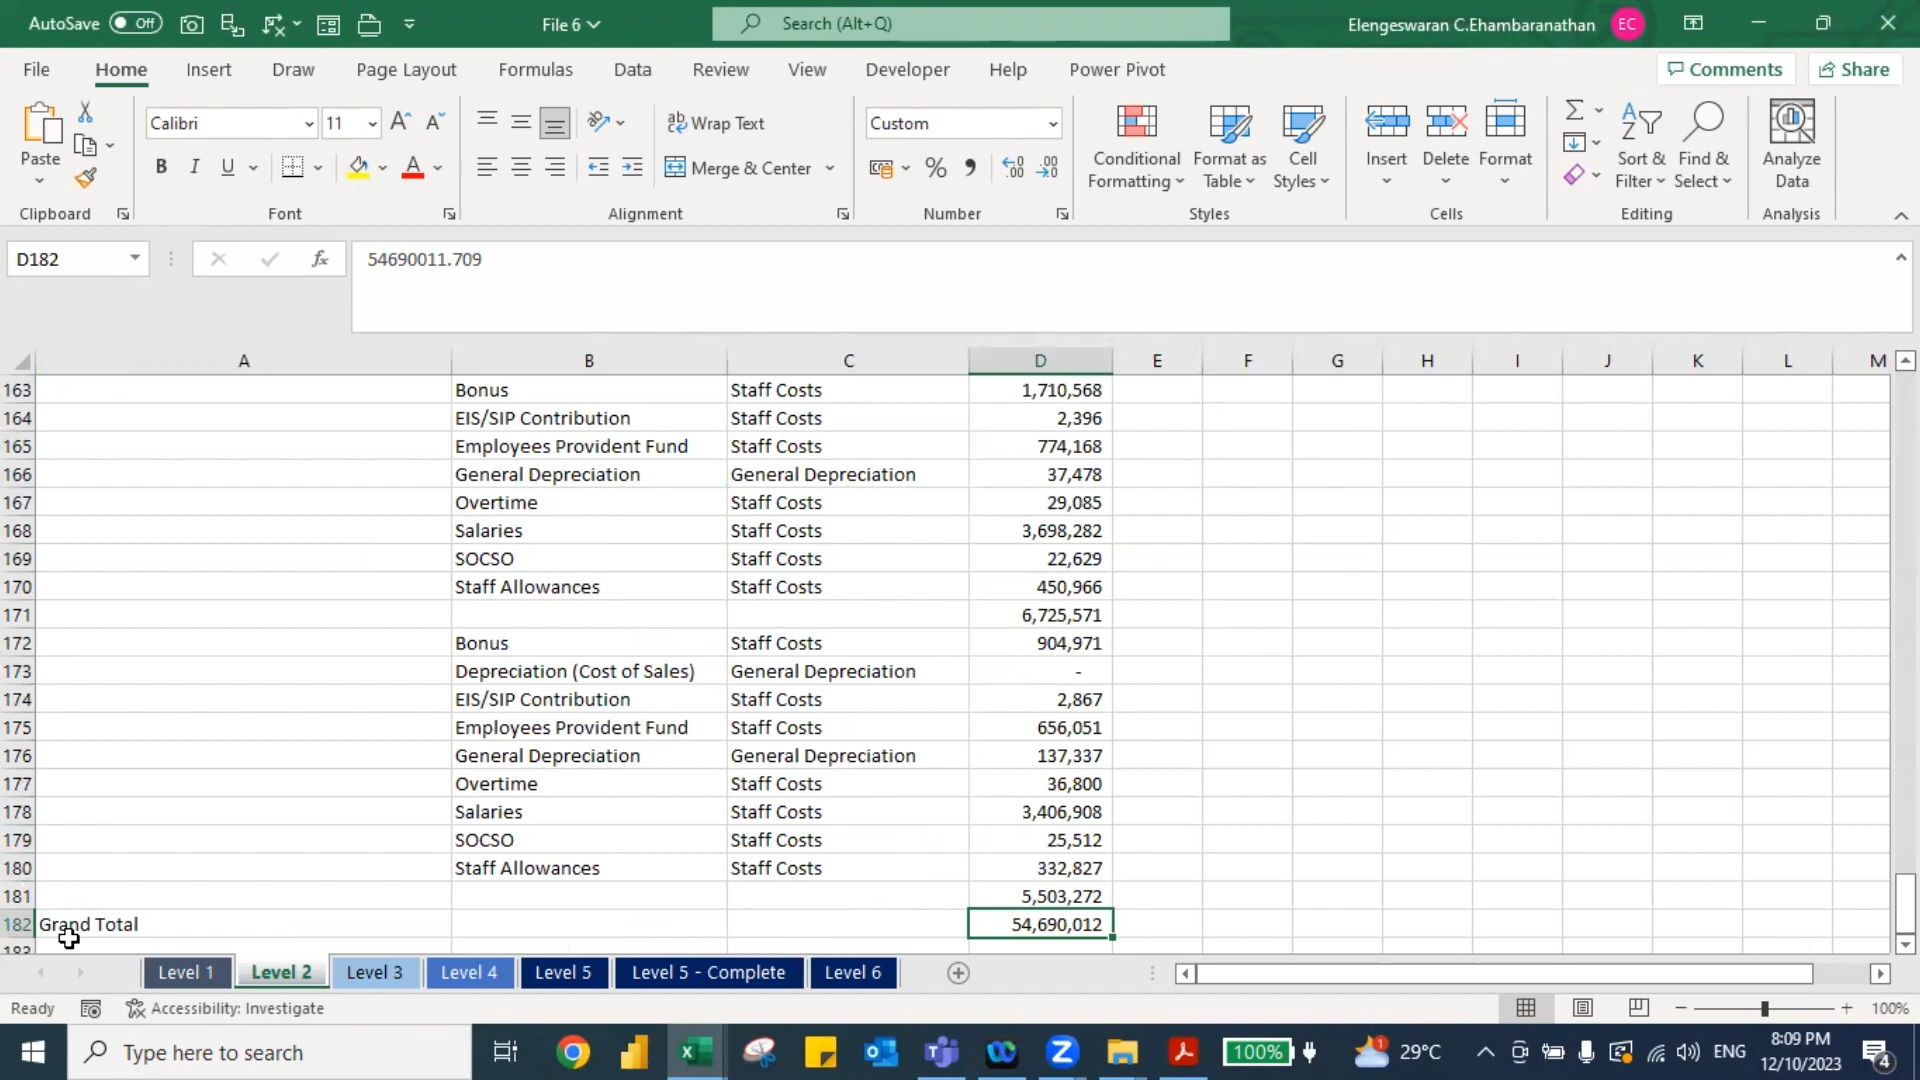 AutoSave Off File 6 Search (Alt+Q) Elengeswaran C.Ehambaranathan EC
File Home Insert Draw Page Layout Formulas Data Review View Developer Help Power Pivot Comments Share
Paste Calibri 11 Wrap Text Custom Conditional Formatting Format as Table Cell Styles Insert Delete Format Sort & Filter Find & Select Analyze Data
B I U A Merge & Center %
Clipboard Font Alignment Number Styles Cells Editing Analysis
D182 fx 54690011.709
A B C D E F G H I J K L M
163 Bonus Staff Costs 1,710,568
164 EIS/SIP Contribution Staff Costs 2,396
165 Employees Provident Fund Staff Costs 774,168
166 General Depreciation General Depreciation 37,478
167 Overtime Staff Costs 29,085
168 Salaries Staff Costs 3,698,282
169 SOCSO Staff Costs 22,629
170 Staff Allowances Staff Costs 450,966
171 6,725,571
172 Bonus Staff Costs 904,971
173 Depreciation (Cost of Sales) General Depreciation -
174 EIS/SIP Contribution Staff Costs 2,867
175 Employees Provident Fund Staff Costs 656,051
176 General Depreciation General Depreciation 137,337
177 Overtime Staff Costs 36,800
178 Salaries Staff Costs 3,406,908
179 SOCSO Staff Costs 25,512
180 Staff Allowances Staff Costs 332,827
181 5,503,272
182 Grand Total 54,690,012
183
Level 1 Level 2 Level 3 Level 4 Level 5 Level 5 - Complete Level 6
Ready Accessibility: Investigate 100%
Type here to search 100% 29°C ENG 8:09 PM
12/10/2023 4